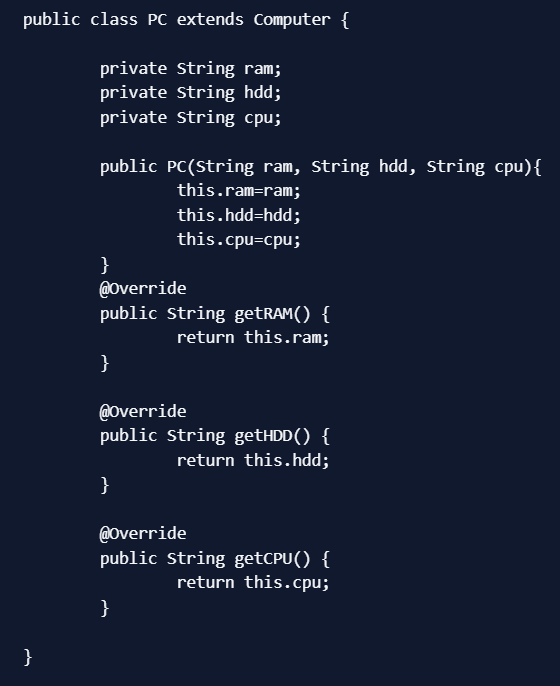 public class PC extends Computer {
private String ram;
private String hdd;
private String cpu;
public PC(String ram, String hdd, String cpu){
this.ram=ram;
this.hdd=hdd;
this.cpu=cpu;
}
@Override
public String getRAM() {
return this.ram;
}
@Override
public String getHDD() {
return this.hdd;
}
@Override
public String getCPU() {
return this.cpu;
}
}